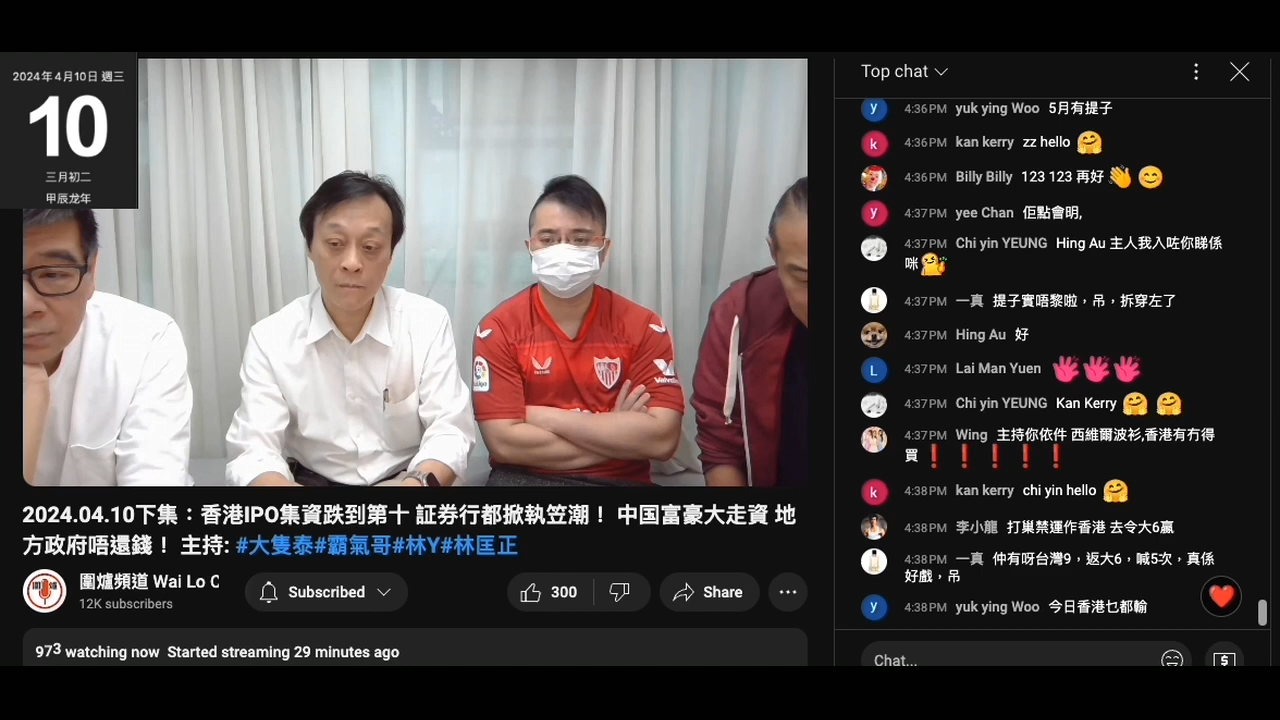 2024年4月10日 週三
10
三月初二
甲辰龙年
2024.04.10下集：香港IPO集資跌到第十 証券行都掀執笠潮！ 中国富豪大走資 地
方政府唔還錢！ 主持: #大隻泰#霸氣哥#林Y#林匡正
圍爐頻道 Wai Lo C
12K subscribers
Subscribed
300
Share
973 watching now Started streaming 29 minutes ago
Top chat
4:36PM yuk ying Woo 5月有提子
4:36PM kan kerry zz hello 🤗
4:36PM Billy Billy 123 123 再好 👋 😊
4:37PM yee Chan 佢點會明,
4:37PM Chi yin YEUNG Hing Au 主人我入咗你睇係
咪
4:37PM 一真 提子實唔黎啦，吊，拆穿左了
4:37PM Hing Au 好
4:37PM Lai Man Yuen
4:37PM Chi yin YEUNG Kan Kerry 🤗 🤗
4:37PM Wing 主持你依件 西維爾波衫,香港有冇得
買 ❗ ❗ ❗ ❗ ❗
4:38PM kan kerry chi yin hello 🤗
4:38PM 李小龍 打巢禁運作香港 去令大6贏
4:38PM 一真 仲有呀台灣9，返大6，喊5次，真係
好戲，吊
4:38PM yuk ying Woo 今日香港乜都輸
Chat...